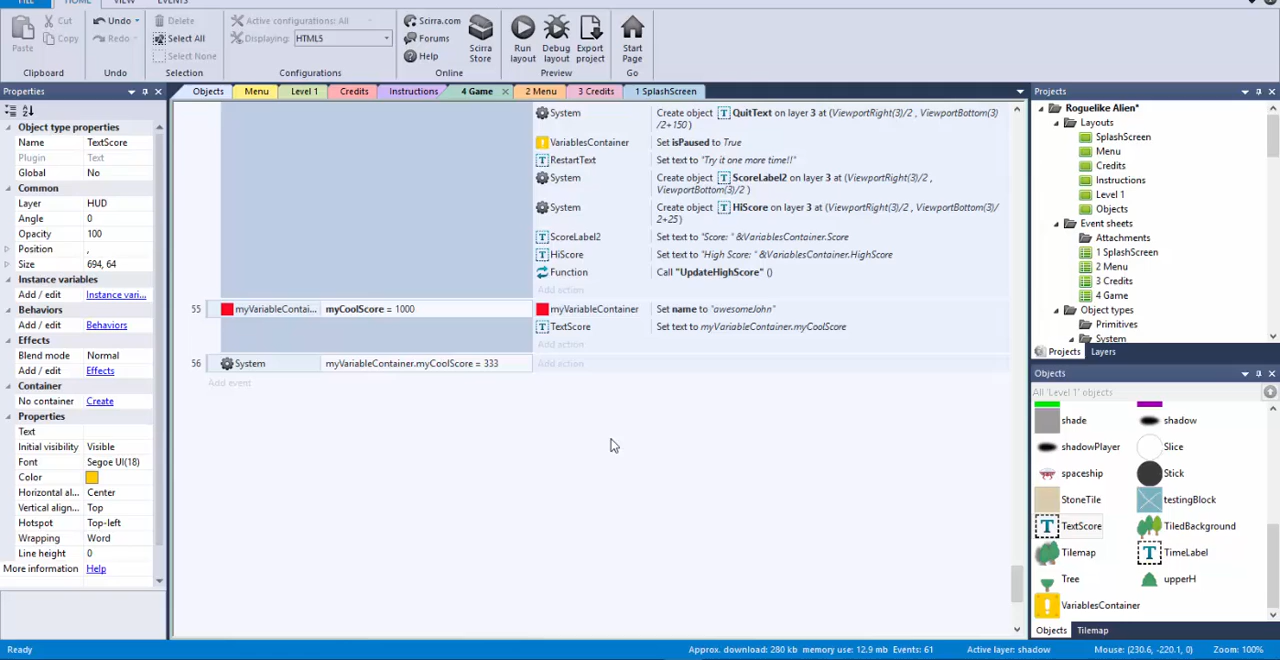 FILE HOME VIEW EVENTS
Paste Cut Copy Undo Redo Delete Select All Select None
Active configurations: All
Displaying: HTML5
Scirra.com
Forums
Help
Scirra Store
Run layout
Debug layout
Export project
Start Page
Clipboard Undo Selection Configurations Online Preview Go
Properties
Objects Menu Level 1 Credits Instructions 4 Game × 2 Menu 3 Credits 1 SplashScreen
Object type properties
Name TextScore
Plugin Text
Global No
Common
Layer HUD
Angle 0
Opacity 100
Position ,
Size 694, 64
Instance variables
Add / edit Instance vari...
Behaviors
Add / edit Behaviors
Effects
Blend mode Normal
Add / edit Effects
Container
No container Create
Properties
Text
Initial visibility Visible
Font Segoe UI(18)
Color
Horizontal al... Center
Vertical align... Top
Hotspot Top-left
Wrapping Word
Line height 0
More information Help
System Create object T QuitText on layer 3 at (ViewportRight(3)/2 , ViewportBottom(3)
/2+150 )
VariablesContainer Set isPaused to True
T RestartText Set text to "Try it one more time!!"
System Create object T ScoreLabel2 on layer 3 at (ViewportRight(3)/2 ,
ViewportBottom(3)/2 )
System Create object T HiScore on layer 3 at (ViewportRight(3)/2 , ViewportBottom(3)/
2+25 )
T ScoreLabel2 Set text to "Score: " &VariablesContainer.Score
T HiScore Set text to "High Score: " &VariablesContainer.HighScore
Function Call "UpdateHighScore" ()
Add action
55 myVariableContai... myCoolScore = 1000 myVariableContainer Set name to "awesomeJohn"
T TextScore Set text to myVariableContainer.myCoolScore
Add action
56 System myVariableContainer.myCoolScore = 333 Add action
Add event
Projects
Roguelike Alien*
Layouts
SplashScreen
Menu
Credits
Instructions
Level 1
Objects
Event sheets
Attachments
1 SplashScreen
2 Menu
3 Credits
4 Game
Object types
Primitives
System
Projects Layers
Objects
All 'Level 1' objects
shade shadow
shadowPlayer Slice
spaceship Stick
StoneTile testingBlock
T TextScore TiledBackground
Tilemap T TimeLabel
Tree upperH
VariablesContainer
Objects Tilemap
Ready Approx. download: 280 kb memory use: 12.9 mb Events: 61 Active layer: shadow Mouse: (230.6, -220.1, 0) Zoom: 100%